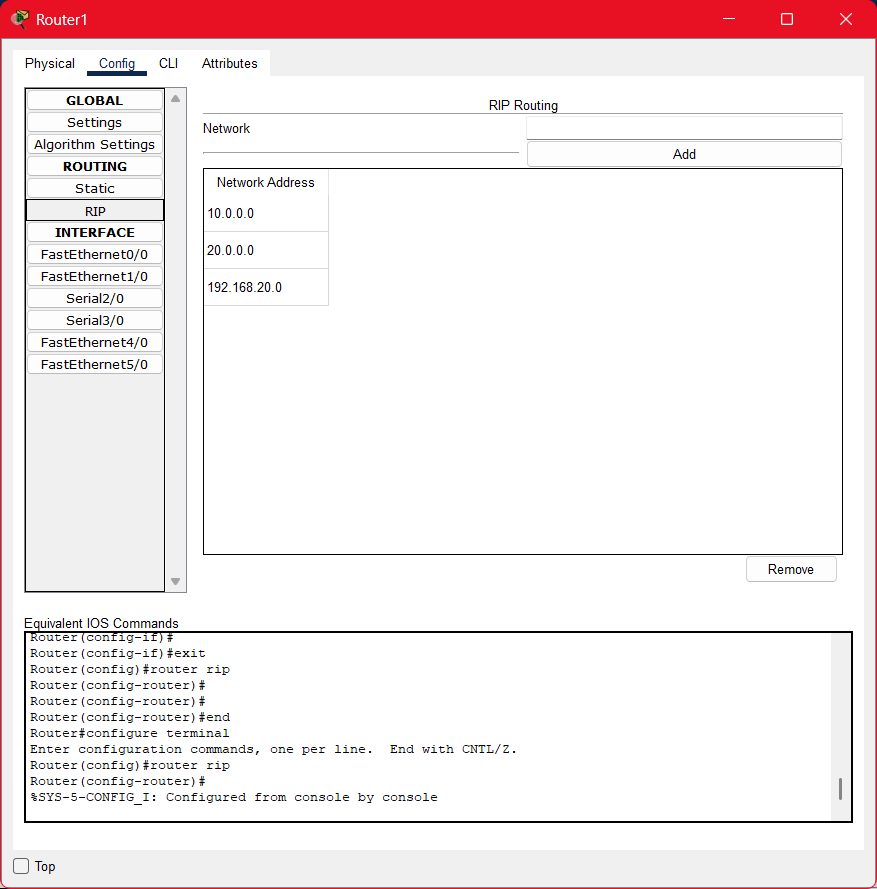 Router1
Physical Config CLI Attributes
GLOBAL
Settings
Algorithm Settings
ROUTING
Static
RIP
INTERFACE
FastEthernet0/0
FastEthernet1/0
Serial2/0
Serial3/0
FastEthernet4/0
FastEthernet5/0
RIP Routing
Network
Add
Network Address
10.0.0.0
20.0.0.0
192.168.20.0
Remove
Equivalent IOS Commands
Router(config-if)#
Router(config-if)#exit
Router(config)#router rip
Router(config-router)#
Router(config-router)#
Router(config-router)#end
Router#configure terminal
Enter configuration commands, one per line.  End with CNTL/Z.
Router(config)#router rip
Router(config-router)#
%SYS-5-CONFIG_I: Configured from console by console
Top